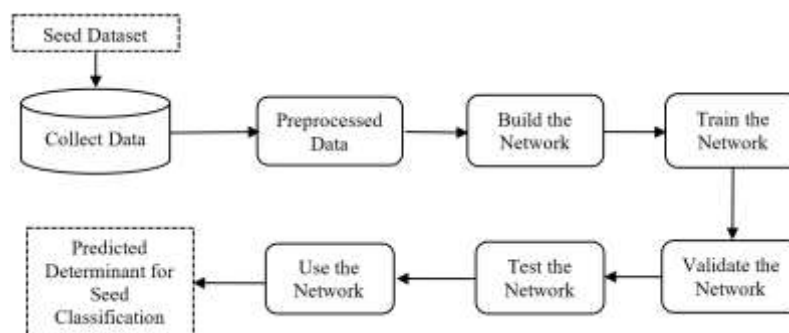 Seed Dataset
Collect Data
Preprocessed
Data
Build the
Network
Train the
Network
Validate the
Network
Test the
Network
Use the
Network
Predicted
Determinant for
Seed
Classification